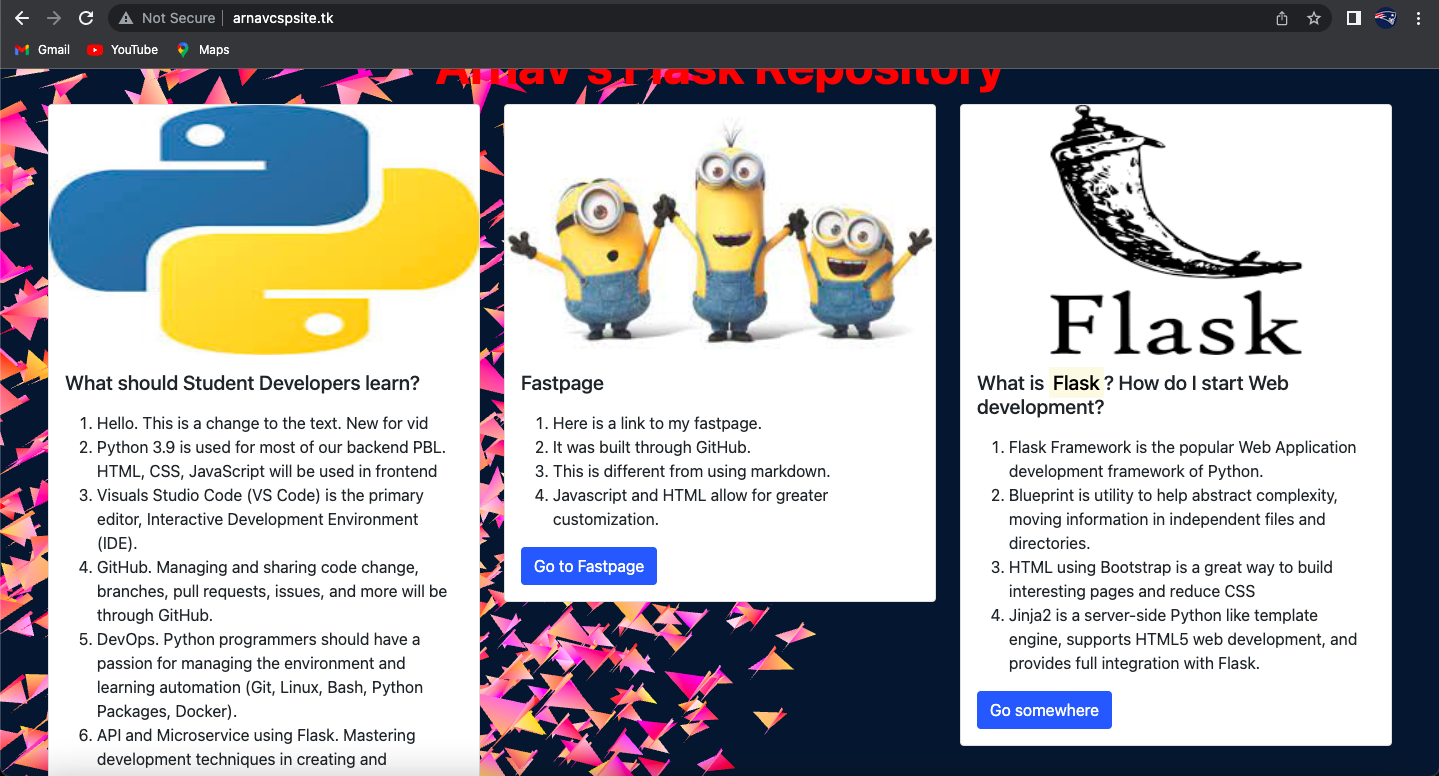 Not Secure | arnavcspsite.tk
Gmail YouTube Maps
Arnav's Flask Repository
What should Student Developers learn?
1. Hello. This is a change to the text. New for vid
2. Python 3.9 is used for most of our backend PBL.
HTML, CSS, JavaScript will be used in frontend
3. Visuals Studio Code (VS Code) is the primary
editor, Interactive Development Environment
(IDE).
4. GitHub. Managing and sharing code change,
branches, pull requests, issues, and more will be
through GitHub.
5. DevOps. Python programmers should have a
passion for managing the environment and
learning automation (Git, Linux, Bash, Python
Packages, Docker).
6. API and Microservice using Flask. Mastering
development techniques in creating and
Fastpage
1. Here is a link to my fastpage.
2. It was built through GitHub.
3. This is different from using markdown.
4. Javascript and HTML allow for greater
customization.
Go to Fastpage
Flask
What is Flask? How do I start Web
development?
1. Flask Framework is the popular Web Application
development framework of Python.
2. Blueprint is utility to help abstract complexity,
moving information in independent files and
directories.
3. HTML using Bootstrap is a great way to build
interesting pages and reduce CSS
4. Jinja2 is a server-side Python like template
engine, supports HTML5 web development, and
provides full integration with Flask.
Go somewhere